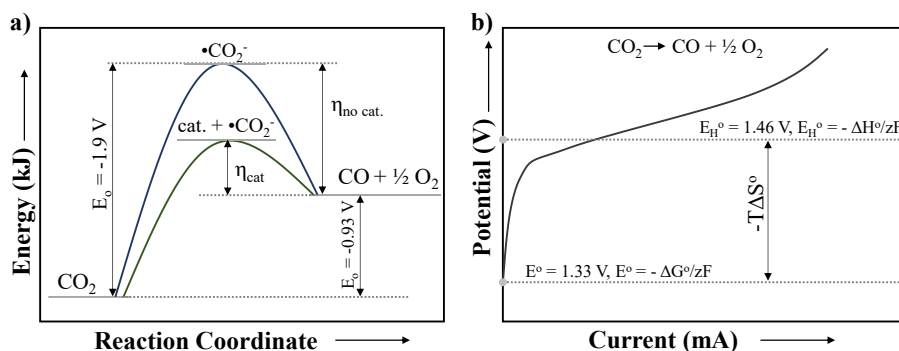 a)
Energy (kJ)
•CO₂⁻
cat. + •CO₂⁻
ηno cat.
ηcat
CO + ½ O₂
Eₒ = -1.9 V
Eₒ = -0.93 V
CO₂
Reaction Coordinate
b)
Potential (V)
CO₂ → CO + ½ O₂
E_Hᵒ = 1.46 V, E_Hᵒ = - ΔHᵒ/zF
-TΔSᵒ
Eᵒ = 1.33 V, Eᵒ = - ΔGᵒ/zF
Current (mA)